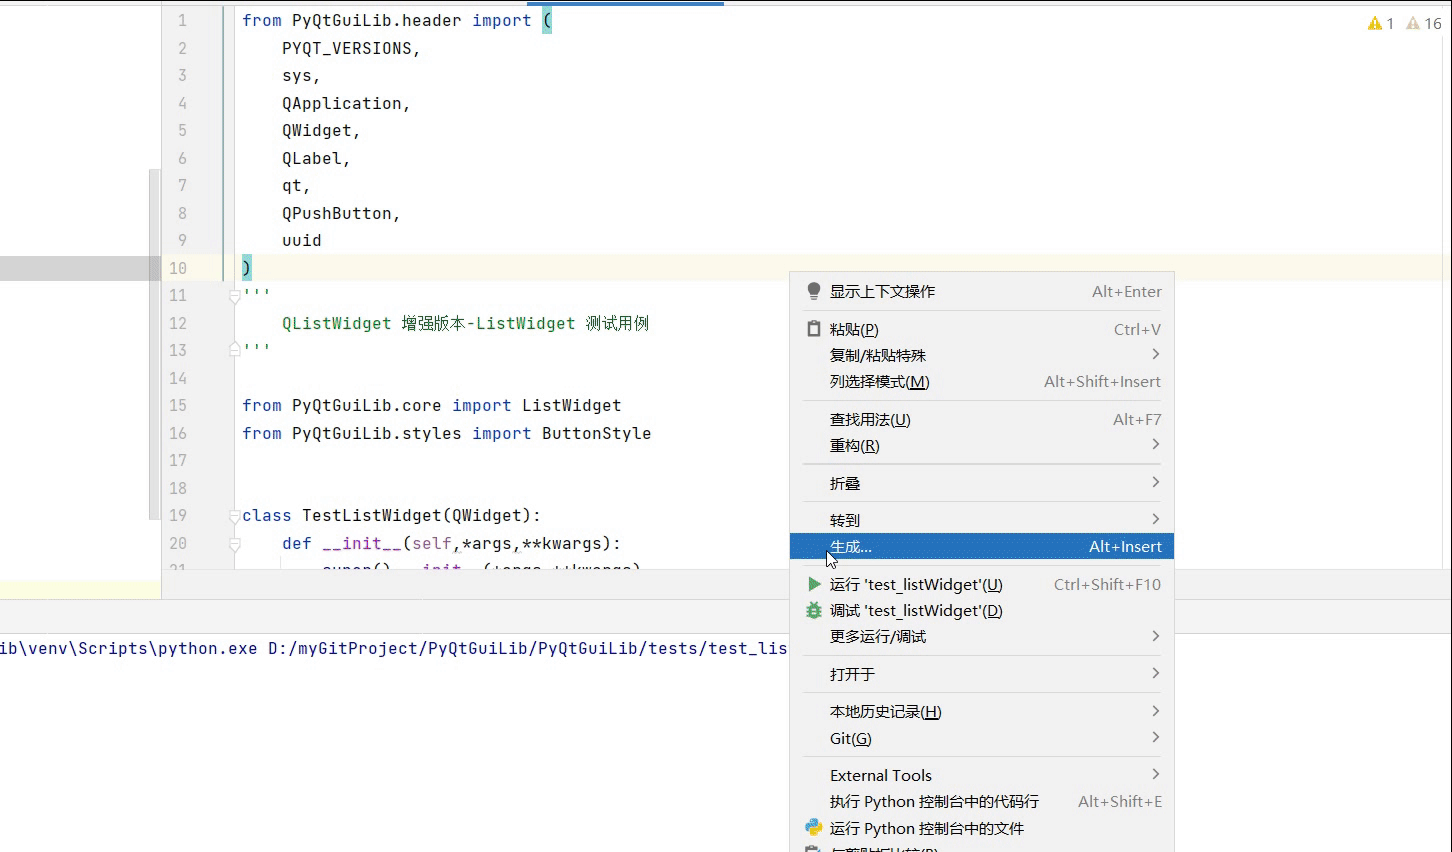 1 from PyQtGuiLib.header import (
2 PYQT_VERSIONS,
3 sys,
4 QApplication,
5 QWidget,
6 QLabel,
7 qt,
8 QPushButton,
9 uuid
10 )
11 '''
12 QListWidget 增强版本-ListWidget 测试用例
13 '''
14
15 from PyQtGuiLib.core import ListWidget
16 from PyQtGuiLib.styles import ButtonStyle
17
18
19 class TestListWidget(QWidget):
20 def __init__(self,*args,**kwargs):
1 16
ib\venv\Scripts\python.exe D:/myGitProject/PyQtGuiLib/PyQtGuiLib/tests/test_lis
显示上下文操作 Alt+Enter
粘贴(P) Ctrl+V
复制/粘贴特殊
列选择模式(M) Alt+Shift+Insert
查找用法(U) Alt+F7
重构(R)
折叠
转到
生成... Alt+Insert
运行 'test_listWidget'(U) Ctrl+Shift+F10
调试 'test_listWidget'(D)
更多运行/调试
打开于
本地历史记录(H)
Git(G)
External Tools
执行 Python 控制台中的代码行 Alt+Shift+E
运行 Python 控制台中的文件